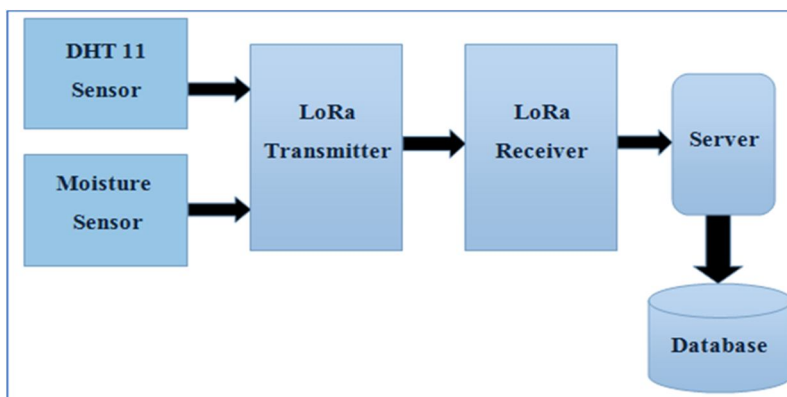 DHT 11
Sensor
Moisture
Sensor
LoRa
Transmitter
LoRa
Receiver
Server
Database